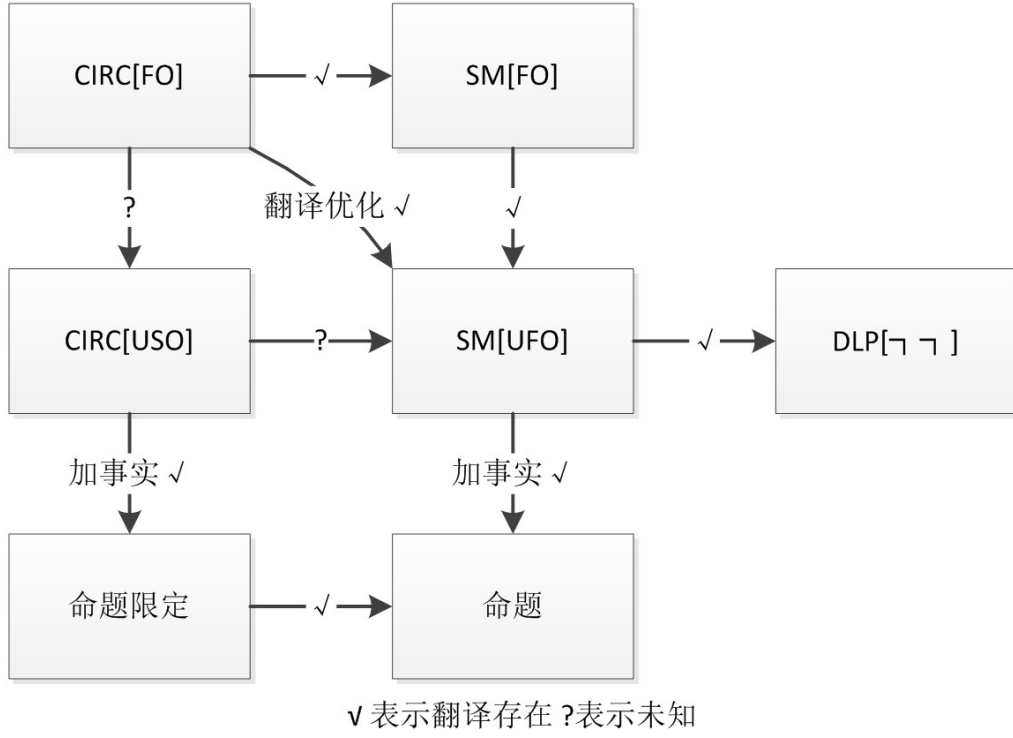 CIRC[FO]
√
SM[FO]
?
翻译优化 √
√
CIRC[USO]
?
SM[UFO]
√
DLP[¬ ¬ ]
加事实 √
加事实 √
命题限定
√
命题
√ 表示翻译存在 ?表示未知